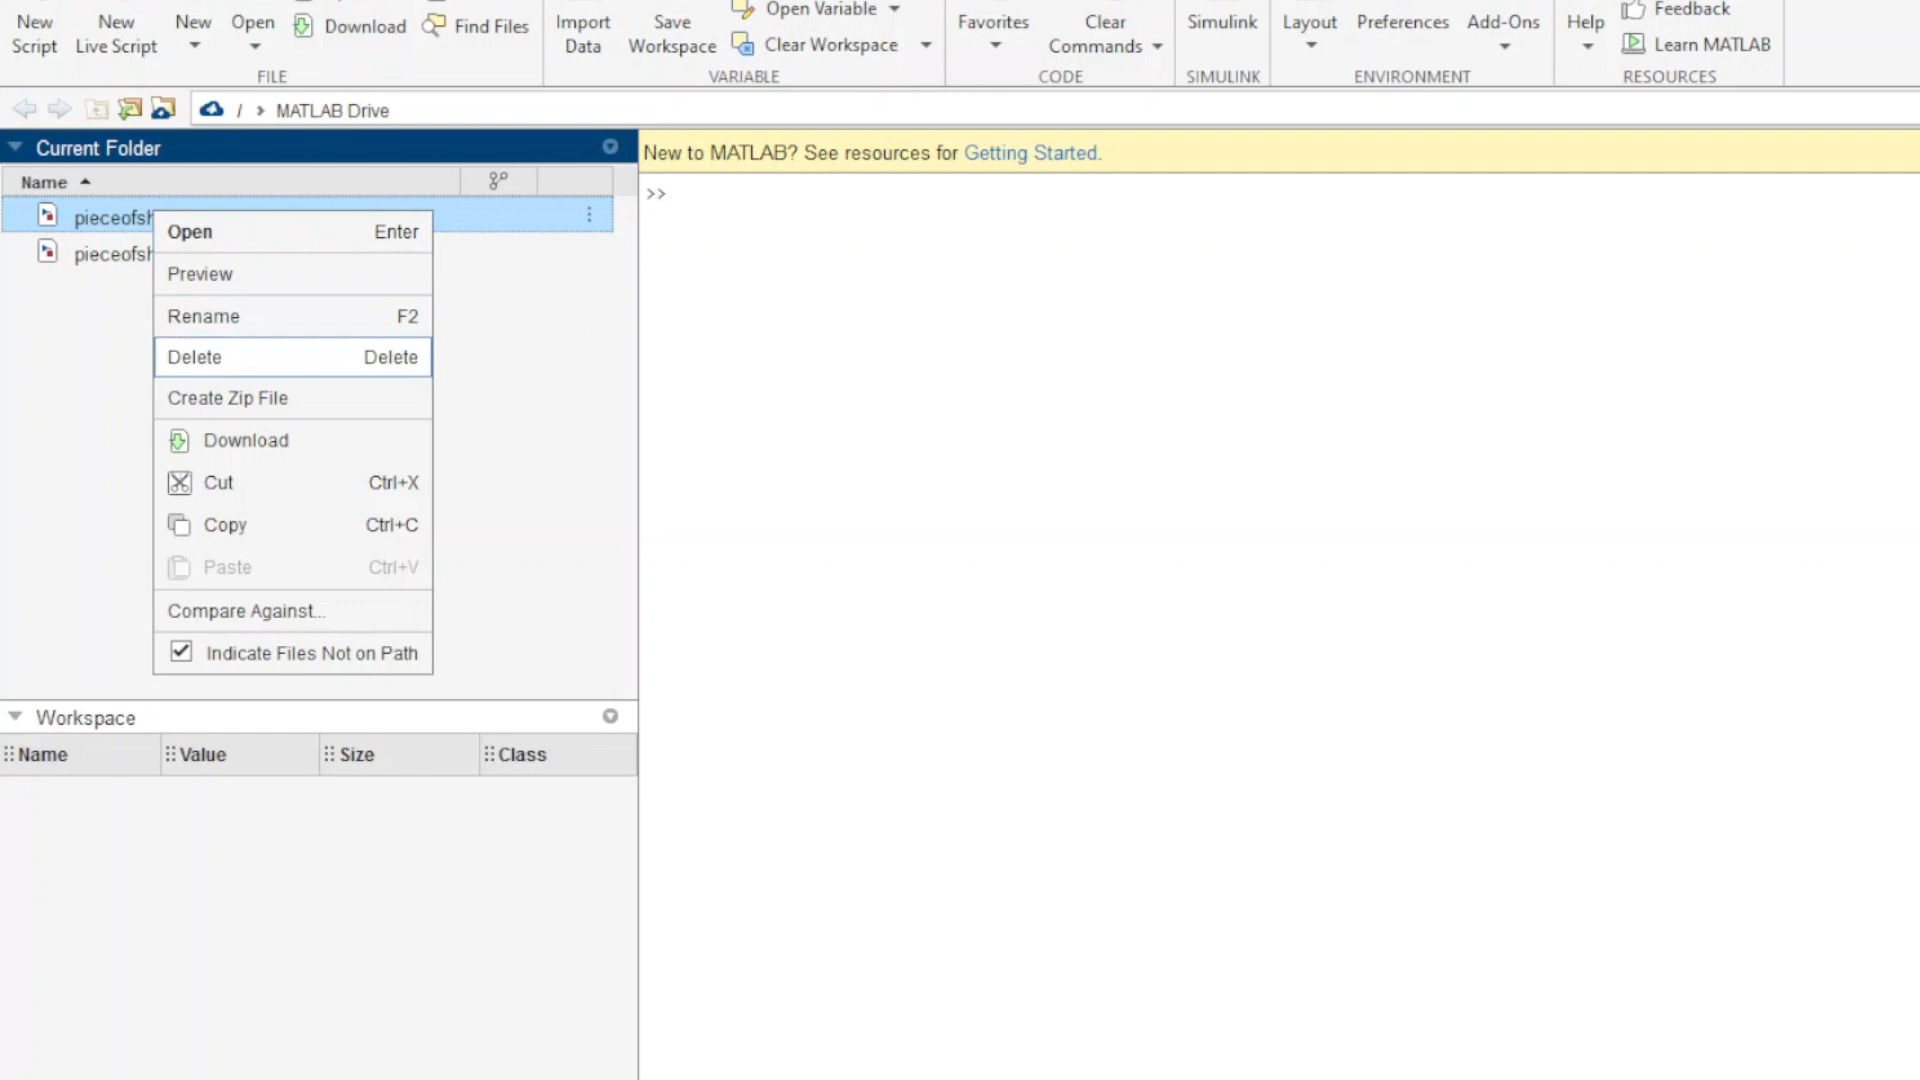 New Script
New Live Script
New
Open
Download
Find Files
FILE
Import Data
Save Workspace
Open Variable
Clear Workspace
VARIABLE
Favorites
Clear Commands
CODE
Simulink
SIMULINK
Layout
Preferences
Add-Ons
ENVIRONMENT
Help
Feedback
Learn MATLAB
RESOURCES
/ MATLAB Drive
Current Folder
Name
New to MATLAB? See resources for Getting Started.
>>
Open Enter
Preview
Rename F2
Delete Delete
Create Zip File
Download
Cut Ctrl+X
Copy Ctrl+C
Paste Ctrl+V
Compare Against...
Indicate Files Not on Path
Workspace
Name Value Size Class